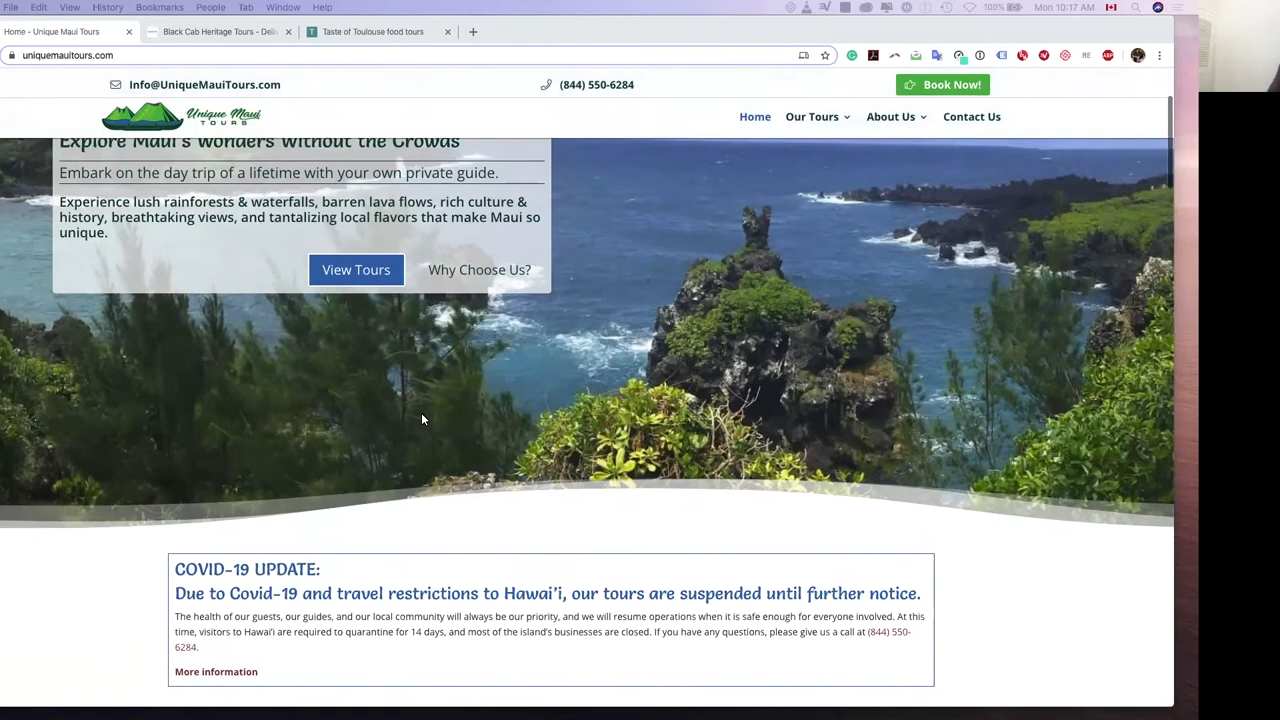 File Edit View History Bookmarks People Tab Window Help 100% Mon 10:17 AM
Home - Unique Maui Tours Black Cab Heritage Tours - Deli Taste of Toulouse food tours
uniquemauitours.com
Info@UniqueMauiTours.com (844) 550-6284 Book Now!
Unique Maui
TOURS
Home Our Tours About Us Contact Us
Explore Maui's Wonders Without the Crowds
Embark on the day trip of a lifetime with your own private guide.
Experience lush rainforests & waterfalls, barren lava flows, rich culture &
history, breathtaking views, and tantalizing local flavors that make Maui so
unique.
View Tours Why Choose Us?
COVID-19 UPDATE:
Due to Covid-19 and travel restrictions to Hawai'i, our tours are suspended until further notice.
The health of our guests, our guides, and our local community will always be our priority, and we will resume operations when it is safe enough for everyone involved. At this
time, visitors to Hawai'i are required to quarantine for 14 days, and most of the island's businesses are closed. If you have any questions, please give us a call at (844) 550-
6284.
More information